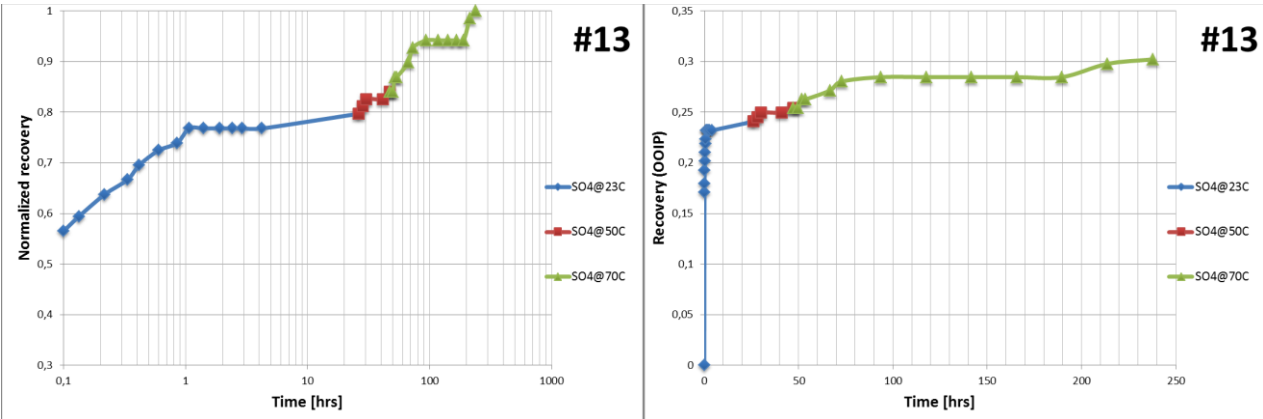 #13
1
0,9
0,8
0,7
0,6
0,5
0,4
0,3
Normalized recovery
0,1
1
10
100
1000
Time [hrs]
SO4@23C
SO4@50C
SO4@70C
#13
0,35
0,3
0,25
0,2
0,15
0,1
0,05
0
Recovery (OOIP)
0
50
100
150
200
250
Time [hrs]
SO4@23C
SO4@50C
SO4@70C